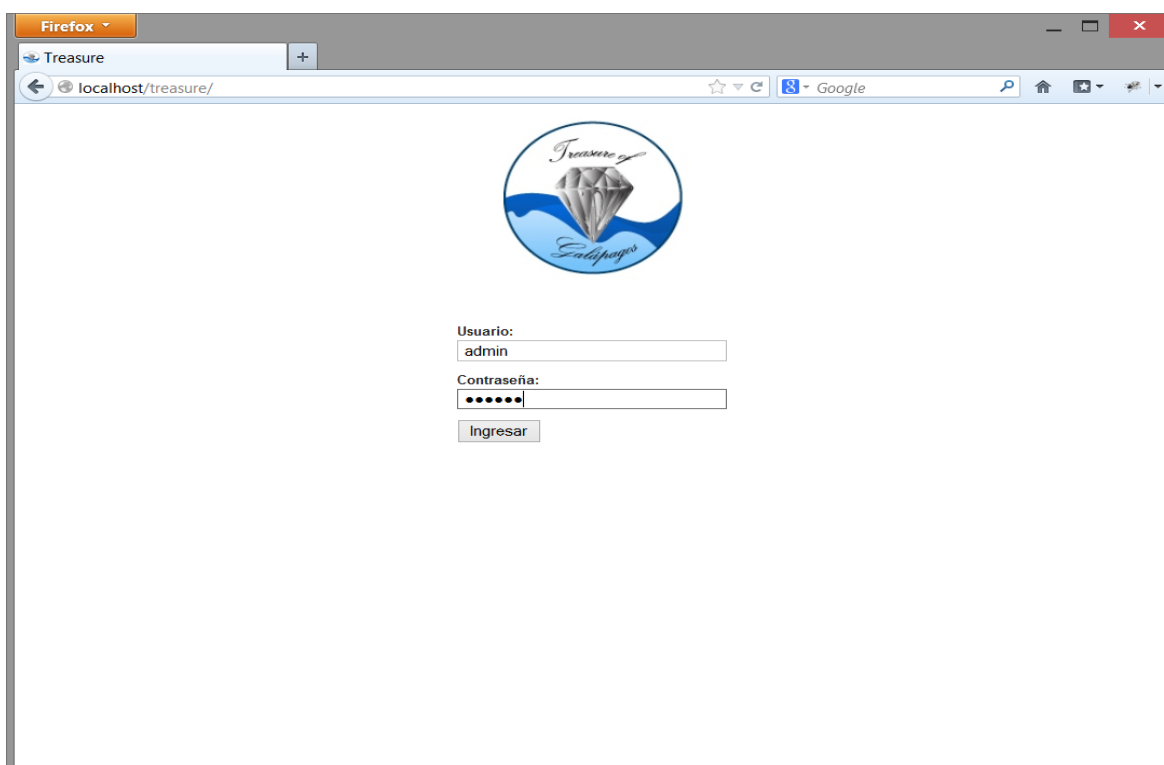 Firefox
Treasure
localhost/treasure/
Google
Treasure of
Galápagos
Usuario:
admin
Contraseña:
Ingresar